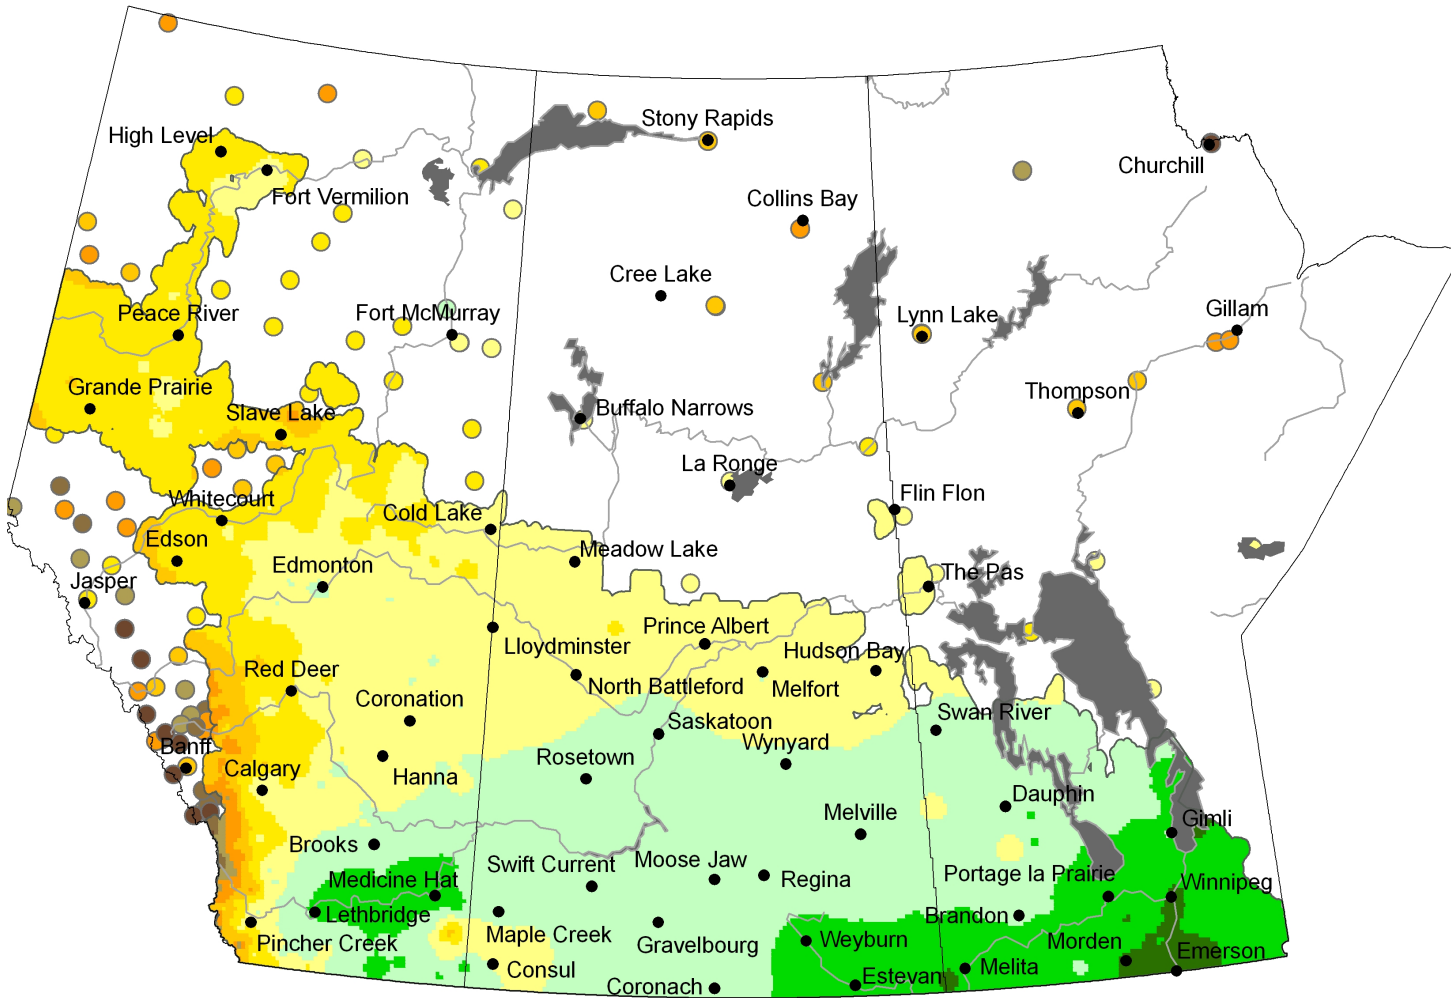 Stony Rapids
High Level
Churchill
Fort Vermilion
Collins Bay
Cree Lake
Peace River
Fort McMurray
Lynn Lake
Gillam
Grande Prairie
Thompson
Slave Lake
Buffalo Narrows
La Ronge
Whitecourt
Flin Flon
Cold Lake
Edson
Meadow Lake
Edmonton
The Pas
Jasper
Prince Albert
Lloydminster
Hudson Bay
Red Deer
North Battleford
Melfort
Coronation
Swan River
Saskatoon
Wynyard
Banff
Rosetown
Calgary
Hanna
Dauphin
Melville
Gimli
Brooks
Swift Current
Moose Jaw
Medicine Hat
Regina
Portage la Prairie
Winnipeg
Lethbridge
Brandon
Maple Creek
Pincher Creek
Gravelbourg
Weyburn
Morden
Emerson
Consul
Melita
Estevan
Coronach